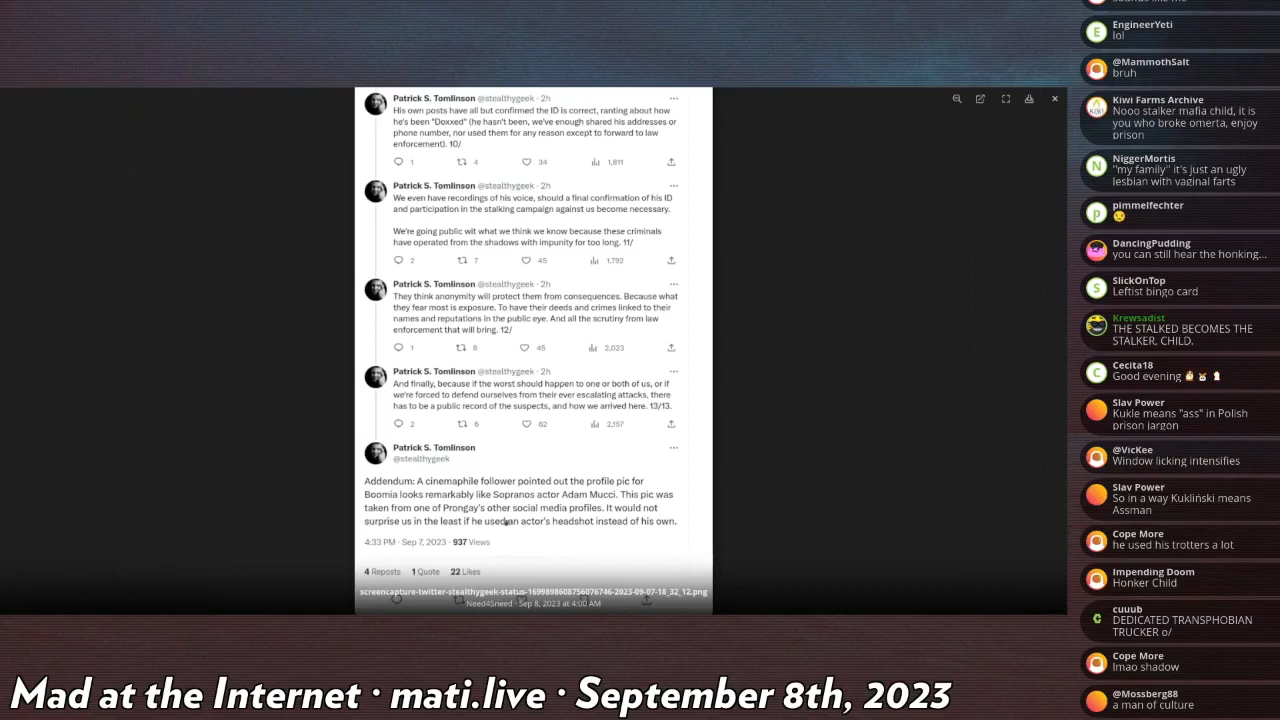 Patrick S. Tomlinson @stealthygeek · 2h
His own posts have all but confirmed the ID is correct, ranting about how
he's been "Doxxed" (he hasn't been, we've enough shared his addresses or
phone number, nor used them for any reason except to forward to law
enforcement). 10/
1 4 34 1,811
Patrick S. Tomlinson @stealthygeek · 2h
We even have recordings of his voice, should a final confirmation of his ID
and participation in the stalking campaign against us become necessary.
We're going public wit what we think we know because these criminals
have operated from the shadows with impunity for too long. 11/
2 7 45 1,792
Patrick S. Tomlinson @stealthygeek · 2h
They think anonymity will protect them from consequences. Because what
they fear most is exposure. To have their deeds and crimes linked to their
names and reputations in the public eye. And all the scrutiny from law
enforcement that will bring. 12/
1 8 45 2,023
Patrick S. Tomlinson @stealthygeek · 2h
And finally, because if the worst should happen to one or both of us, or if
we're forced to defend ourselves from their ever escalating attacks, there
has to be a public record of the suspects, and how we arrived here. 13/13.
2 6 62 2,157
Patrick S. Tomlinson
@stealthygeek
Addendum: A cinemaphile follower pointed out the profile pic for
Boomia looks remarkably like Sopranos actor Adam Mucci. This pic was
taken from one of Prongay's other social media profiles. It would not
surprise us in the least if he used an actor's headshot instead of his own.
4:33 PM · Sep 7, 2023 · 937 Views
4 Reposts 1 Quote 22 Likes
screencapture-twitter-stealthygeek-status-1699898608756076746-2023-09-07-18_32_12.png
Need4Sneed · Sep 8, 2023 at 4:00 AM
EngineerYeti
lol
@MammothSalt
bruh
Kiwi Farms Archive
Nooo stalker mafia child, it is
you who broke omerta, enjoy
prison
NiggerMortis
"my family" it's just an ugly
lesbian with vaginal farts
pimmelfechter
DancingPudding
you can still hear the honking...
SlickOnTop
Leftist bingo card
Krewsadist
THE STALKED BECOMES THE
STALKER, CHILD.
Cecita18
Good evening
Slav Power
Kukle means "ass" in Polish
prison jargon
@VicKee
Window licking intensifies
Slav Power
So in a way Kukliński means
Assman
Cope More
he used his trotters a lot
Impending Doom
Honker Child
cuuub
DEDICATED TRANSPHOBIAN
TRUCKER o/
Cope More
lmao shadow
@Mossberg88
a man of culture
Mad at the Internet · mati.live · September 8th, 2023